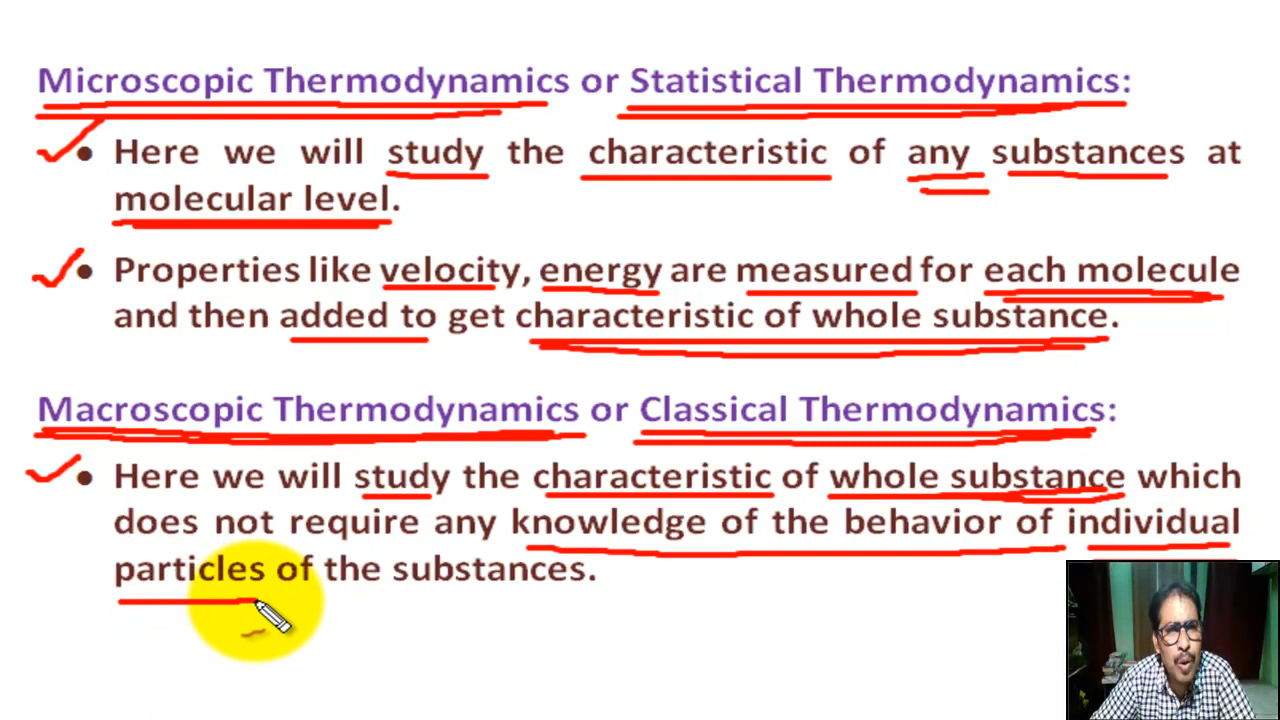 Microscopic Thermodynamics or Statistical Thermodynamics:
• Here we will study the characteristic of any substances at
molecular level.
• Properties like velocity, energy are measured for each molecule
and then added to get characteristic of whole substance.
Macroscopic Thermodynamics or Classical Thermodynamics:
• Here we will study the characteristic of whole substance which
does not require any knowledge of the behavior of individual
particles of the substances.